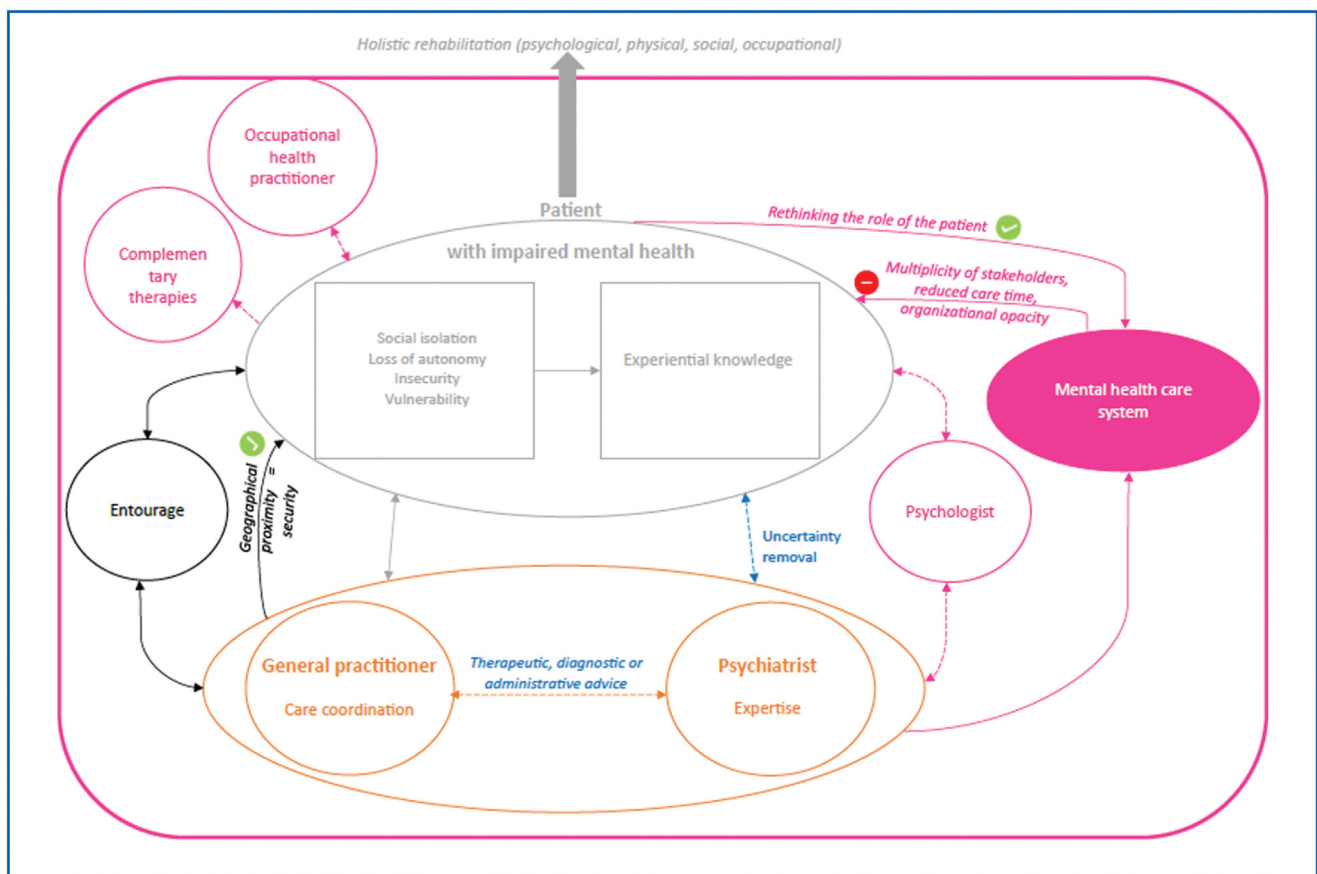 Holistic rehabilitation (psychological, physical, social, occupational)
Occupational
health
practitioner
Complemen
tary
therapies
Patient
with impaired mental health
Rethinking the role of the patient
Multiplicity of stakeholders,
reduced care time,
organizational opacity
Social isolation
Loss of autonomy
Insecurity
Vulnerability
Experiential knowledge
Mental health care
system
Entourage
Geographical
proximity =
security
Psychologist
Uncertainty
removal
General practitioner
Care coordination
Therapeutic, diagnostic or
administrative advice
Psychiatrist
Expertise